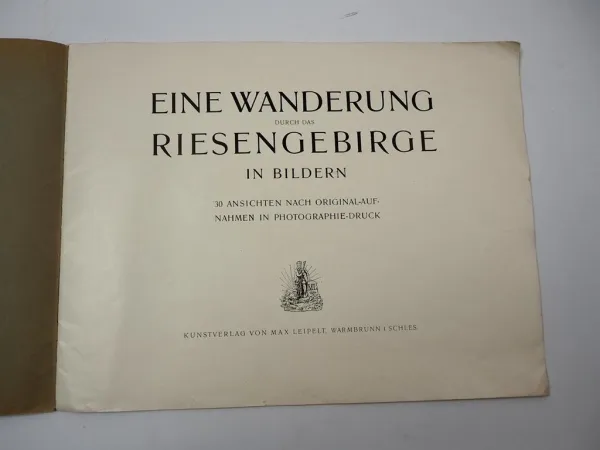 EINE WANDERUNG
DURCH DAS
RIESENGEBIRGE
IN BILDERN
30 ANSICHTEN NACH ORIGINAL-AUF-
NAHMEN IN PHOTOGRAPHIE-DRUCK
KUNSTVERLAG VON MAX LEIPELT, WARMBRUNN I SCHLES.